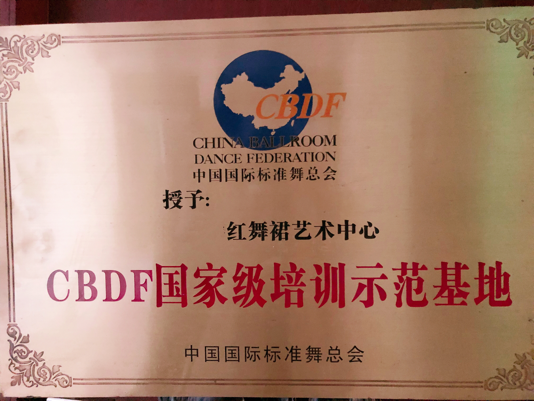 CBDF
CHINA BALLROOM
DANCE FEDERATION
中国国际标准舞总会
授予:
红舞裙艺术中心
CBDF国家级培训示范基地
中国国际标准舞总会